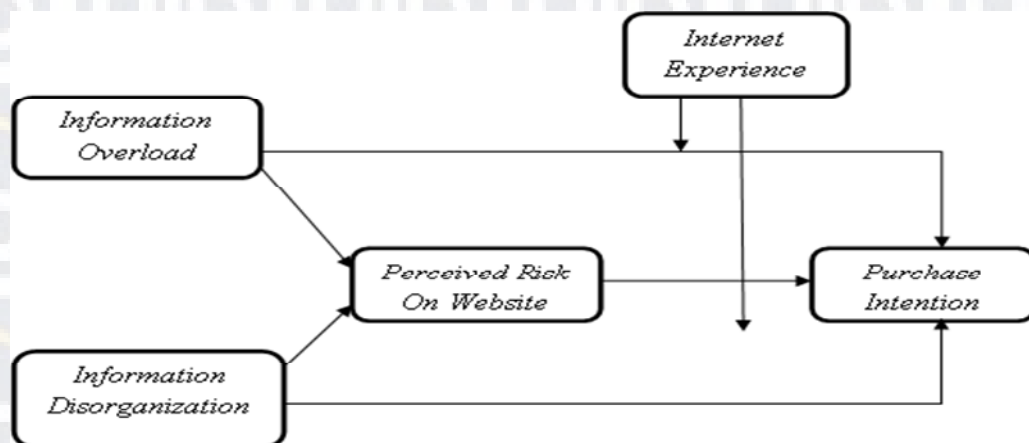 Internet
Experience
Information
Overload
Perceived Risk
On Website
Purchase
Intention
Information
Disorganization